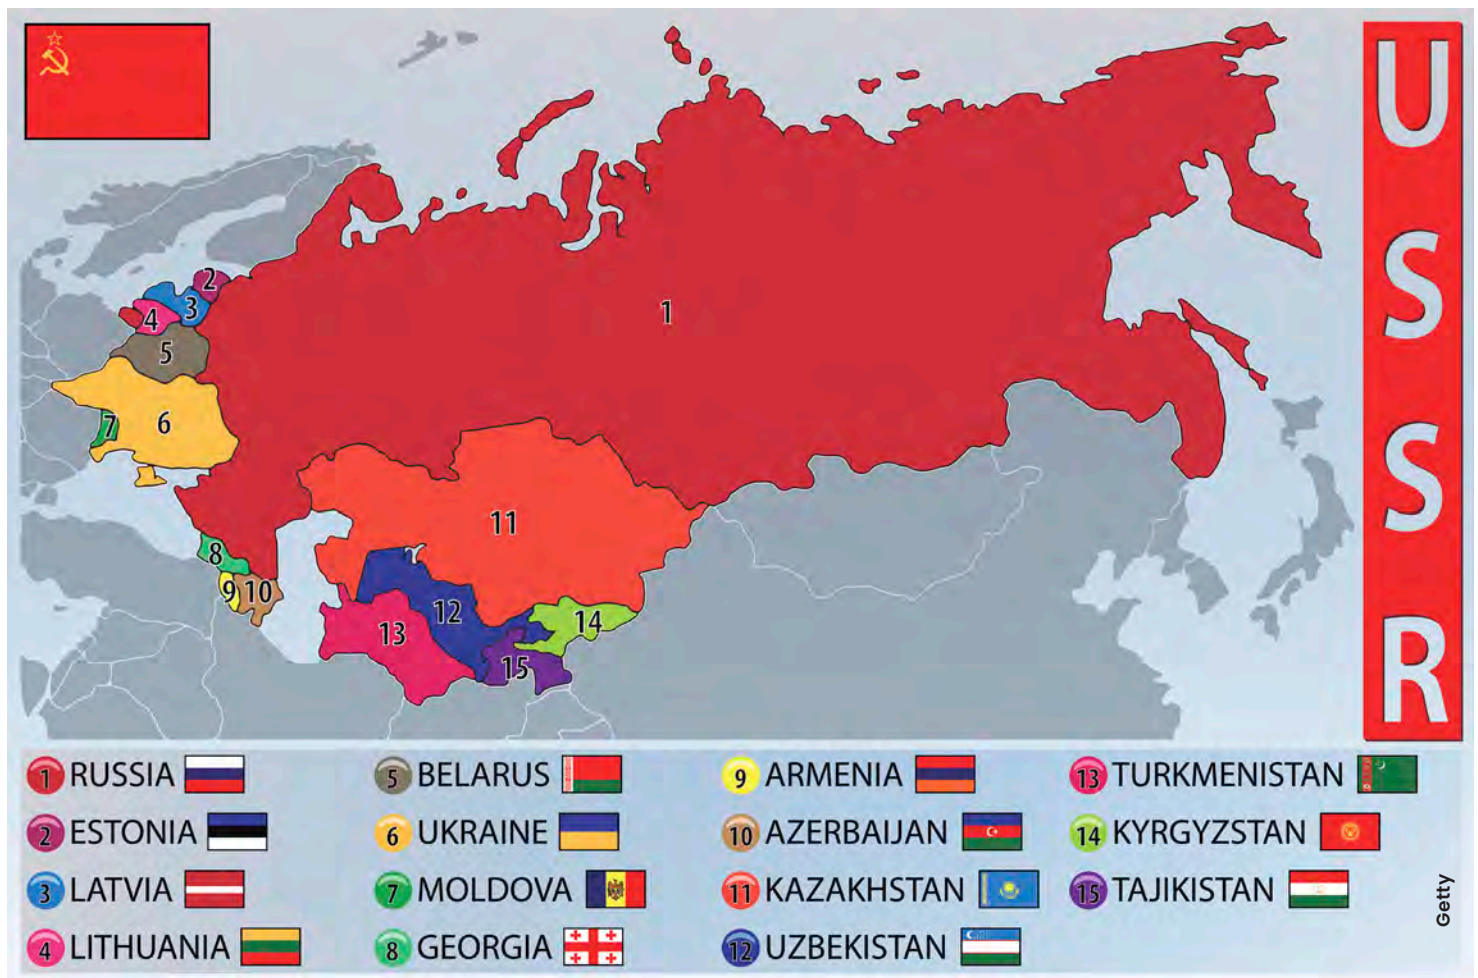 U
S
S
R
1
2
3
4
5
6
7
8
9
10
11
12
13
14
15
1 RUSSIA
2 ESTONIA
3 LATVIA
4 LITHUANIA
5 BELARUS
6 UKRAINE
7 MOLDOVA
8 GEORGIA
9 ARMENIA
10 AZERBAIJAN
11 KAZAKHSTAN
12 UZBEKISTAN
13 TURKMENISTAN
14 KYRGYZSTAN
15 TAJIKISTAN
Getty